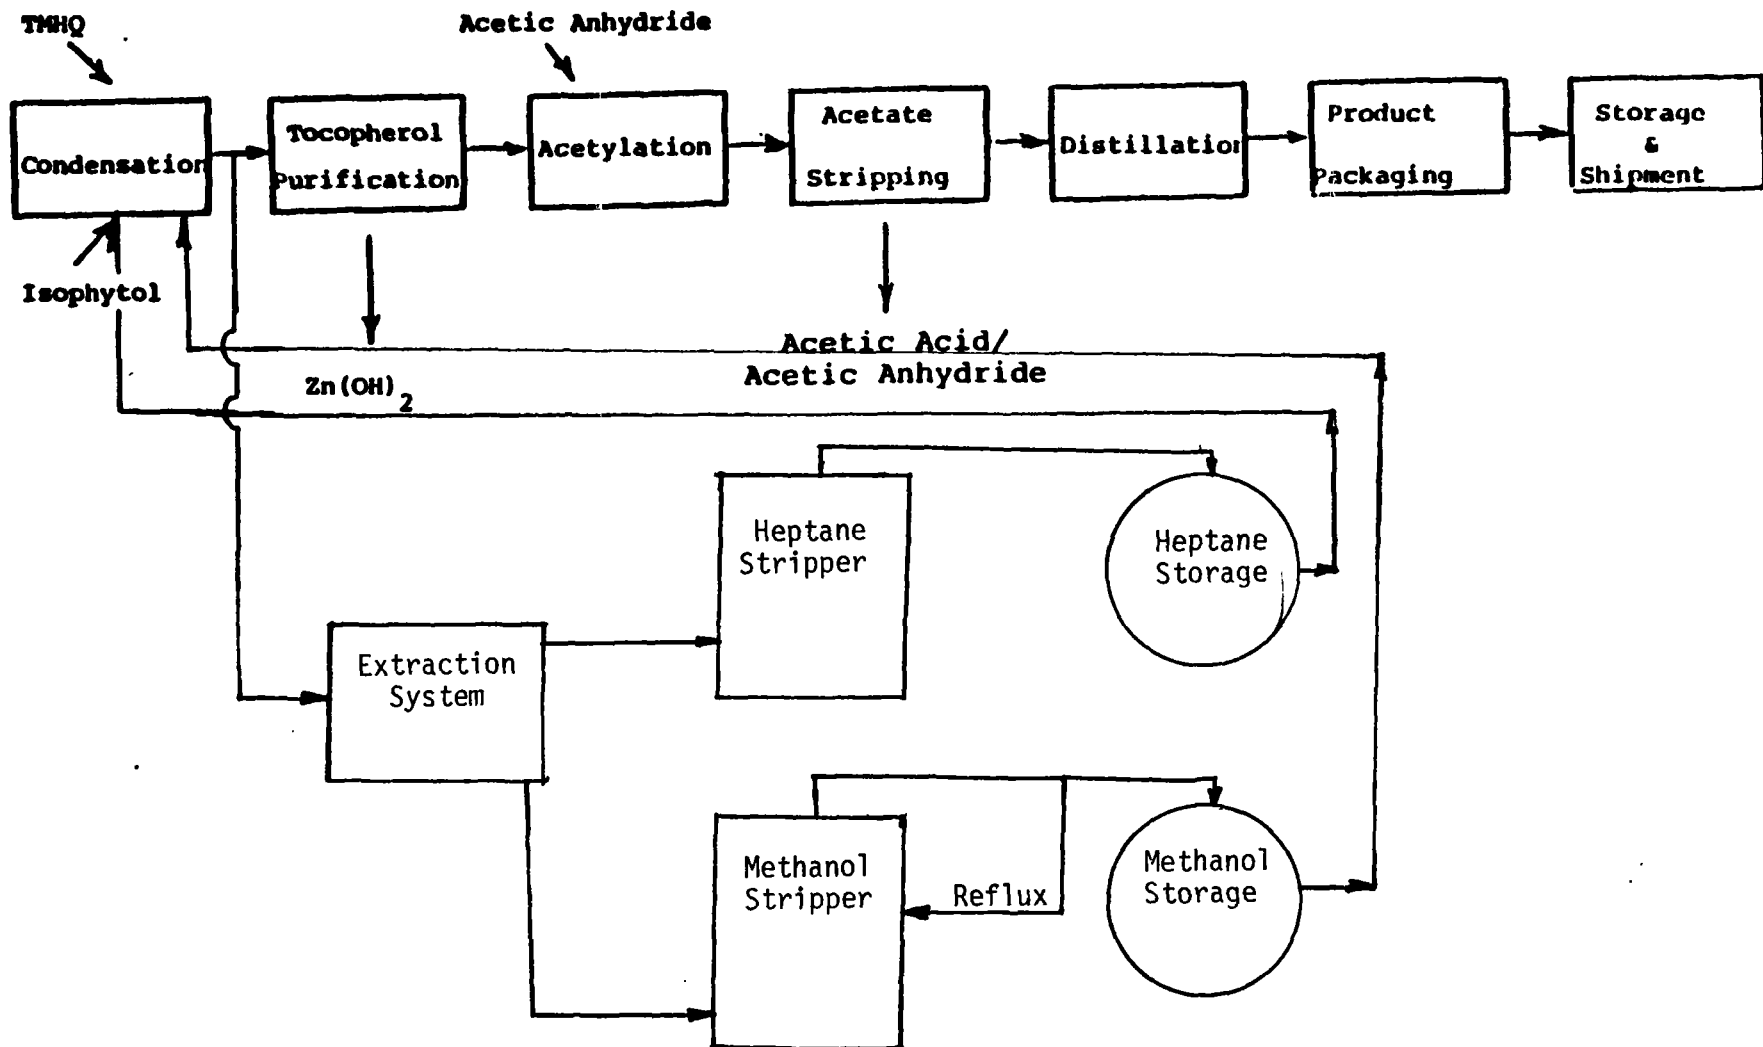 TMHQ
Acetic Anhydride
Condensation
Tocopherol
Purification
Acetylation
Acetate
Stripping
Distillation
Product
Packaging
Storage
&
Shipment
Isophytol
Acetic Acid/
Acetic Anhydride
Zn(OH)2
Heptane
Stripper
Heptane
Storage
Extraction
System
Methanol
Stripper
Reflux
Methanol
Storage